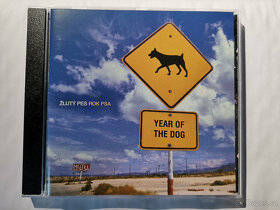 ŽLUTÝ PES ROK PSA
YEAR OF
THE DOG